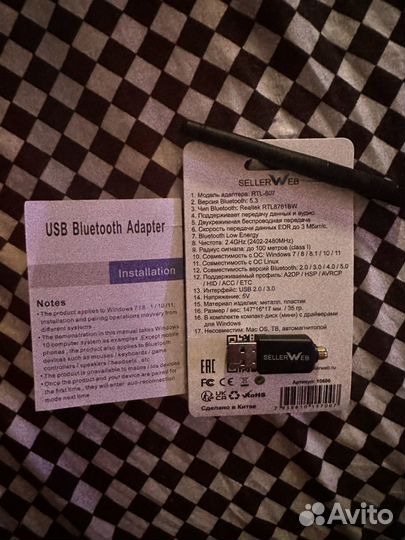 USB Bluetooth Adapter
Installation
Notes
• The product applies to Windows 7 / 8 . 1 / 10 / 11,
installation and pairing operations may vary from
different systems
• The demonstration in this manual takes Windows
computer system as examples .Except mobile
phones , the product also applies to Bluetooth
devices such as mouses / keyboards / game
controllers / headsets / speakers etc.
• Once the product and your devices are paired for
the first time, they will enter auto-reconnection
mode next time
SELLERWEB
1. Модель адаптера: RTL-607
2. Версия Bluetooth: 5.3
3. Чип Bluetooth: Realtek RTL8761BW
4. Поддерживает передачу данных и аудио
5. Двухрежимная беспроводная передача
6. Скорость передачи данных EDR до 3 Мбит/с.
7. Bluetooth Low Energy
8. Частота: 2.4GHz (2402-2480MHz)
9. Радиус сигнала: до 100 метров (class I)
10. Совместимость с ОС: Windows 7 / 8 / 8.1 / 10 / 11
11. Совместимость с ОС Linux
11. Совместим с версий Bluetooth: 2.0 / 3.0 / 4.0 / 5.0
12. Поддерживаемый профиль: A2DP / HSP / AVRCP
/ HID / ACC / ETC
13. Интерфейс: USB 2.0 / 3.0
14. Напряжение: 5V
15. Материал изделия: металл, пластик
16. Размер / вес: 147*16*17 мм. / 35 гр.
16. В комплекте компакт диск (мини) с драйверами
для Windows
17. Несовместим: Mac OS, ТВ, автомагнитолой
EAC
SELLERWEB
CE
RoHS
Артикул: 10606
Сделано в Китае
Avito